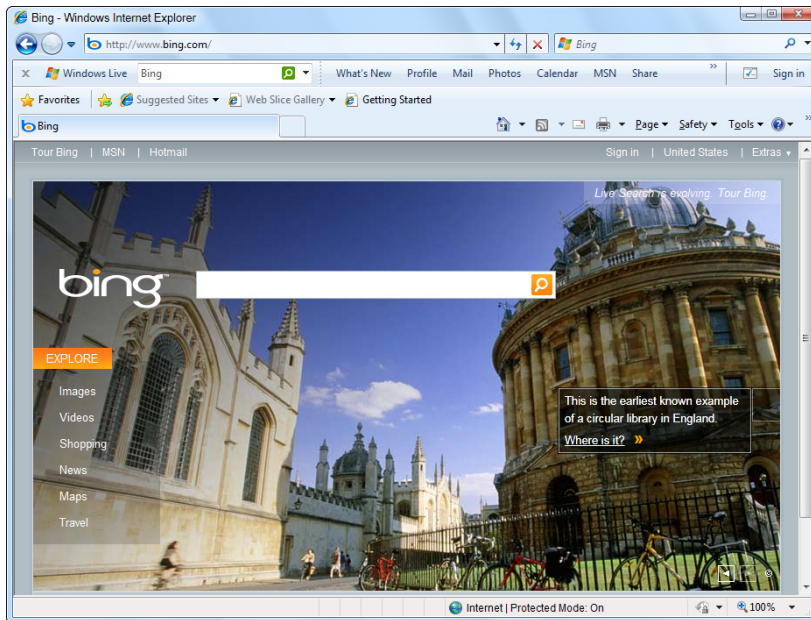 Bing - Windows Internet Explorer
http://www.bing.com/
Bing
Windows Live
Bing
What's New Profile Mail Photos Calendar MSN Share
Sign in
Favorites Suggested Sites Web Slice Gallery Getting Started
Bing
Page Safety Tools
Tour Bing | MSN | Hotmail
Sign in | United States | Extras
Live Search is evolving. Tour Bing.
bing™
EXPLORE
Images
Videos
Shopping
News
Maps
Travel
This is the earliest known example
of a circular library in England.
Where is it? »
Internet | Protected Mode: On
100%